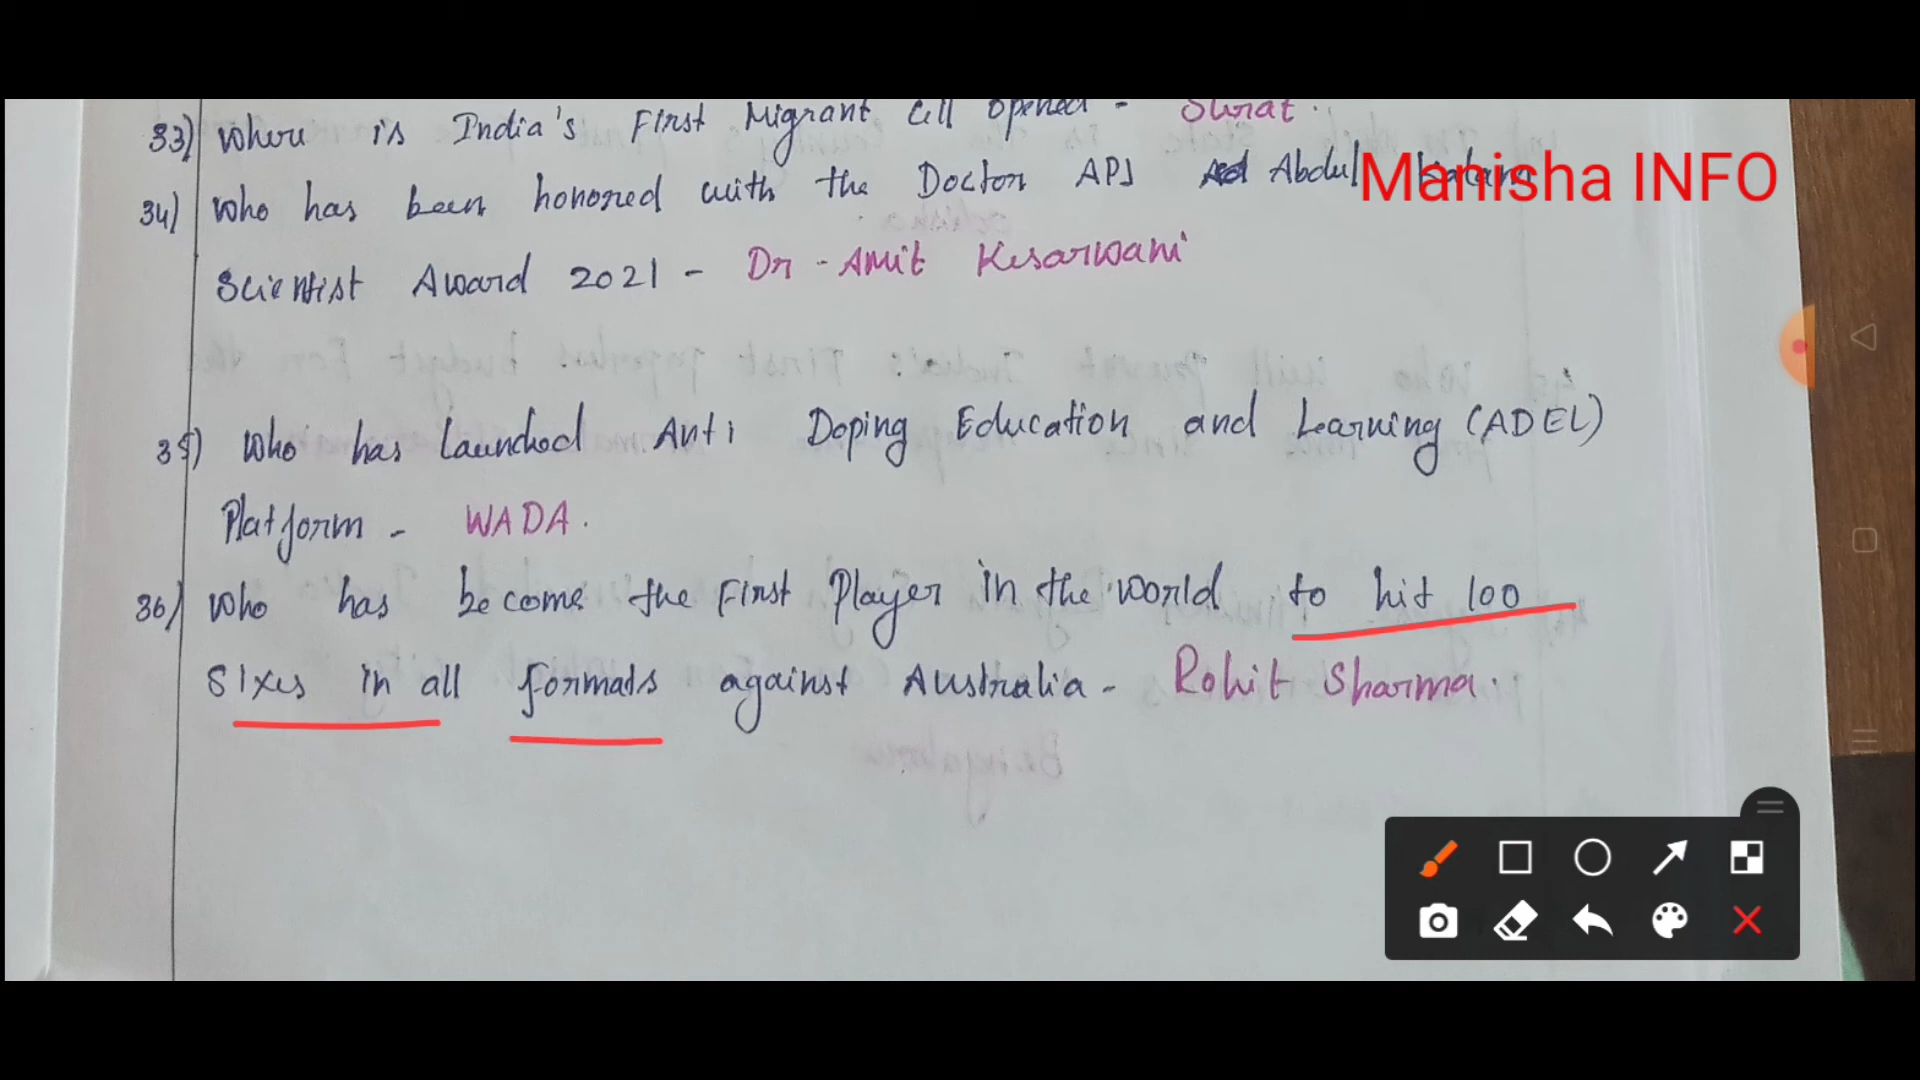 33) Where is India's First Migrant Cell opened - Surat.
34) Who has been honored with the Doctor APJ Abdul Kalam
Manisha INFO
Scientist Award 2021 - Dr - Amit Kesarwani
35) Who has launched Anti Doping Education and Learning (ADEL)
Platform - WADA.
36) Who has become the First Player in the world to hit 100
Sixes in all formats against Australia - Rohit Sharma.